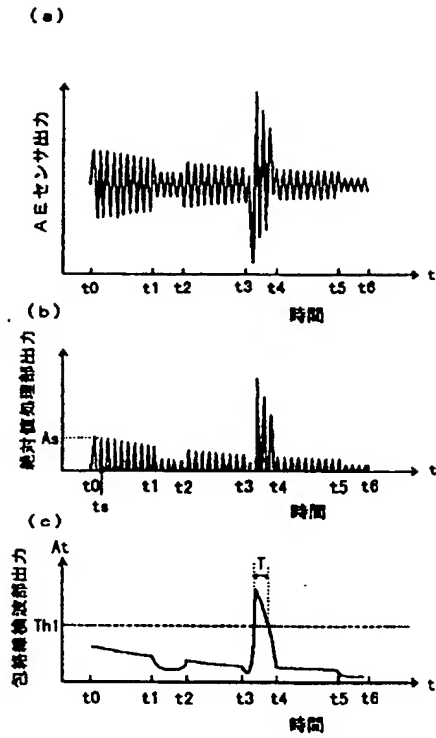 (a)
AEセンサ出力
t
t0 t1 t2 t3 t4 t5 t6
時間
(b)
絶対値処理部出力
As
t
t0 t1 t2 t3 t4 t5 t6
ts
時間
(c)
包絡線検波部出力
At
T
Th1
t
t0 t1 t2 t3 t4 t5 t6
時間